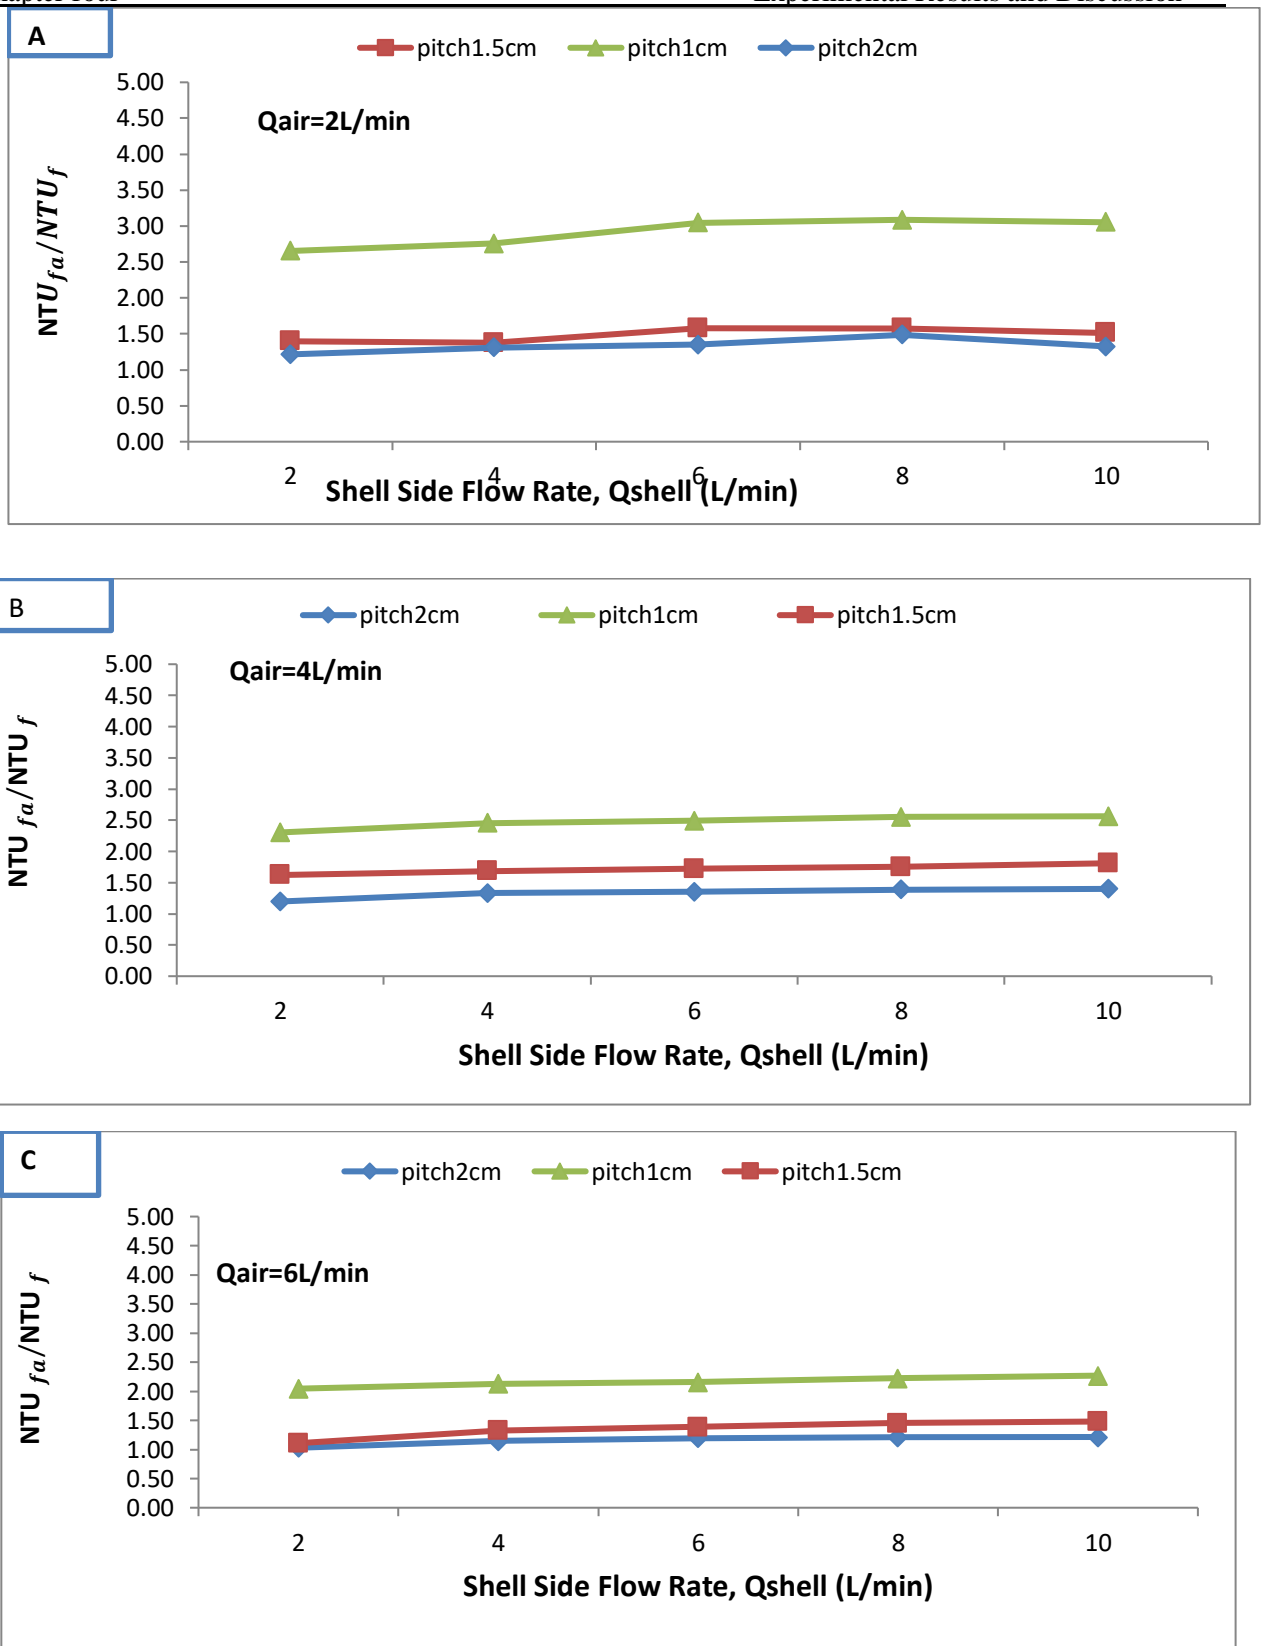 Experimental Results and Discussion
A
pitch1.5cm pitch1cm pitch2cm
5.00
4.50
4.00
3.50
3.00
2.50
2.00
1.50
1.00
0.50
0.00
Qair=2L/min
NTU_fa/NTU_f
2 4 6 8 10
Shell Side Flow Rate, Qshell (L/min)
B
pitch2cm pitch1cm pitch1.5cm
5.00
4.50
4.00
3.50
3.00
2.50
2.00
1.50
1.00
0.50
0.00
Qair=4L/min
NTU fa/NTU f
2 4 6 8 10
Shell Side Flow Rate, Qshell (L/min)
C
pitch2cm pitch1cm pitch1.5cm
5.00
4.50
4.00
3.50
3.00
2.50
2.00
1.50
1.00
0.50
0.00
Qair=6L/min
NTU fa/NTU f
2 4 6 8 10
Shell Side Flow Rate, Qshell (L/min)